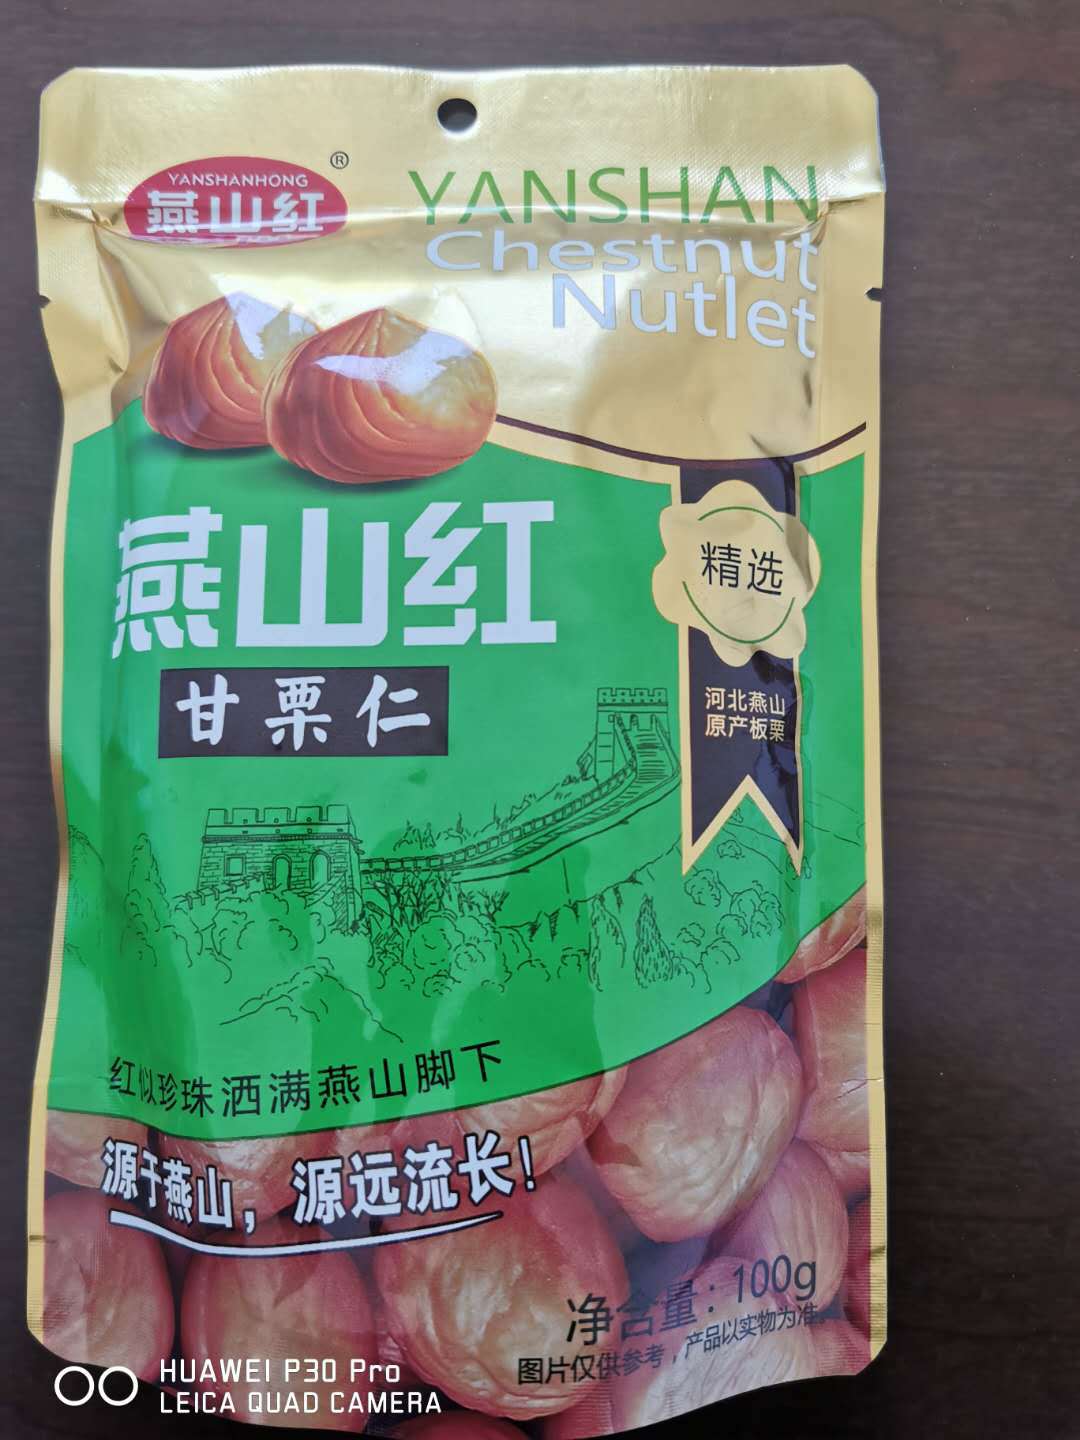 YANSHANHONG
燕山红
®
YANSHAN
Chestnut
Nutlet
燕山红
甘栗仁
精选
河北燕山
原产板栗
红似珍珠洒满燕山脚下
源于燕山，源远流长!
净含量：100g
图片仅供参考，产品以实物为准。
HUAWEI P30 Pro
LEICA QUAD CAMERA